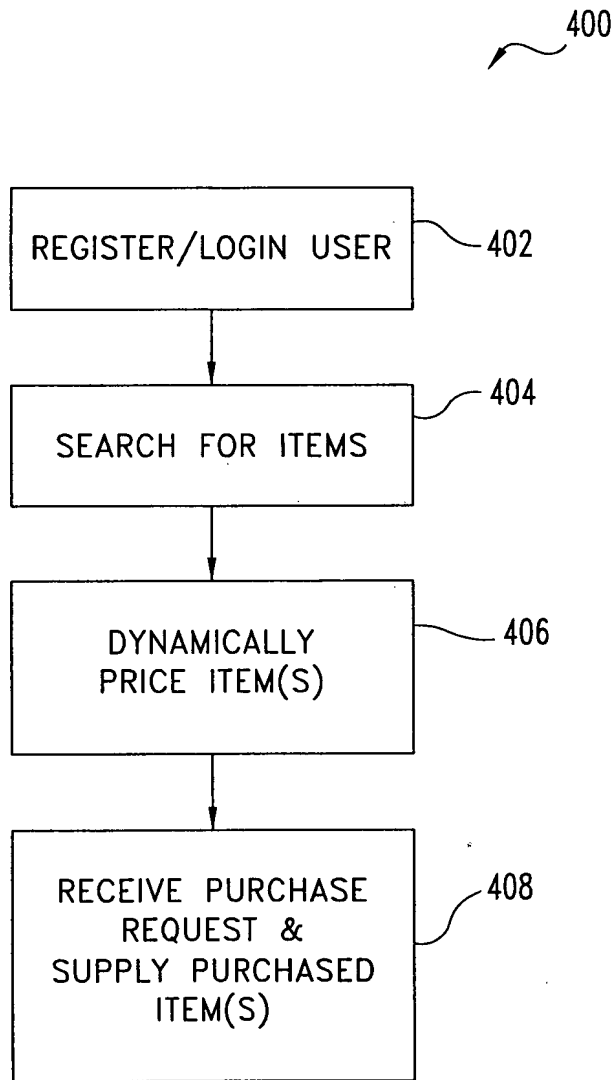 400
REGISTER/LOGIN USER
402
SEARCH FOR ITEMS
404
DYNAMICALLY
PRICE ITEM(S)
406
RECEIVE PURCHASE
REQUEST &
SUPPLY PURCHASED
ITEM(S)
408